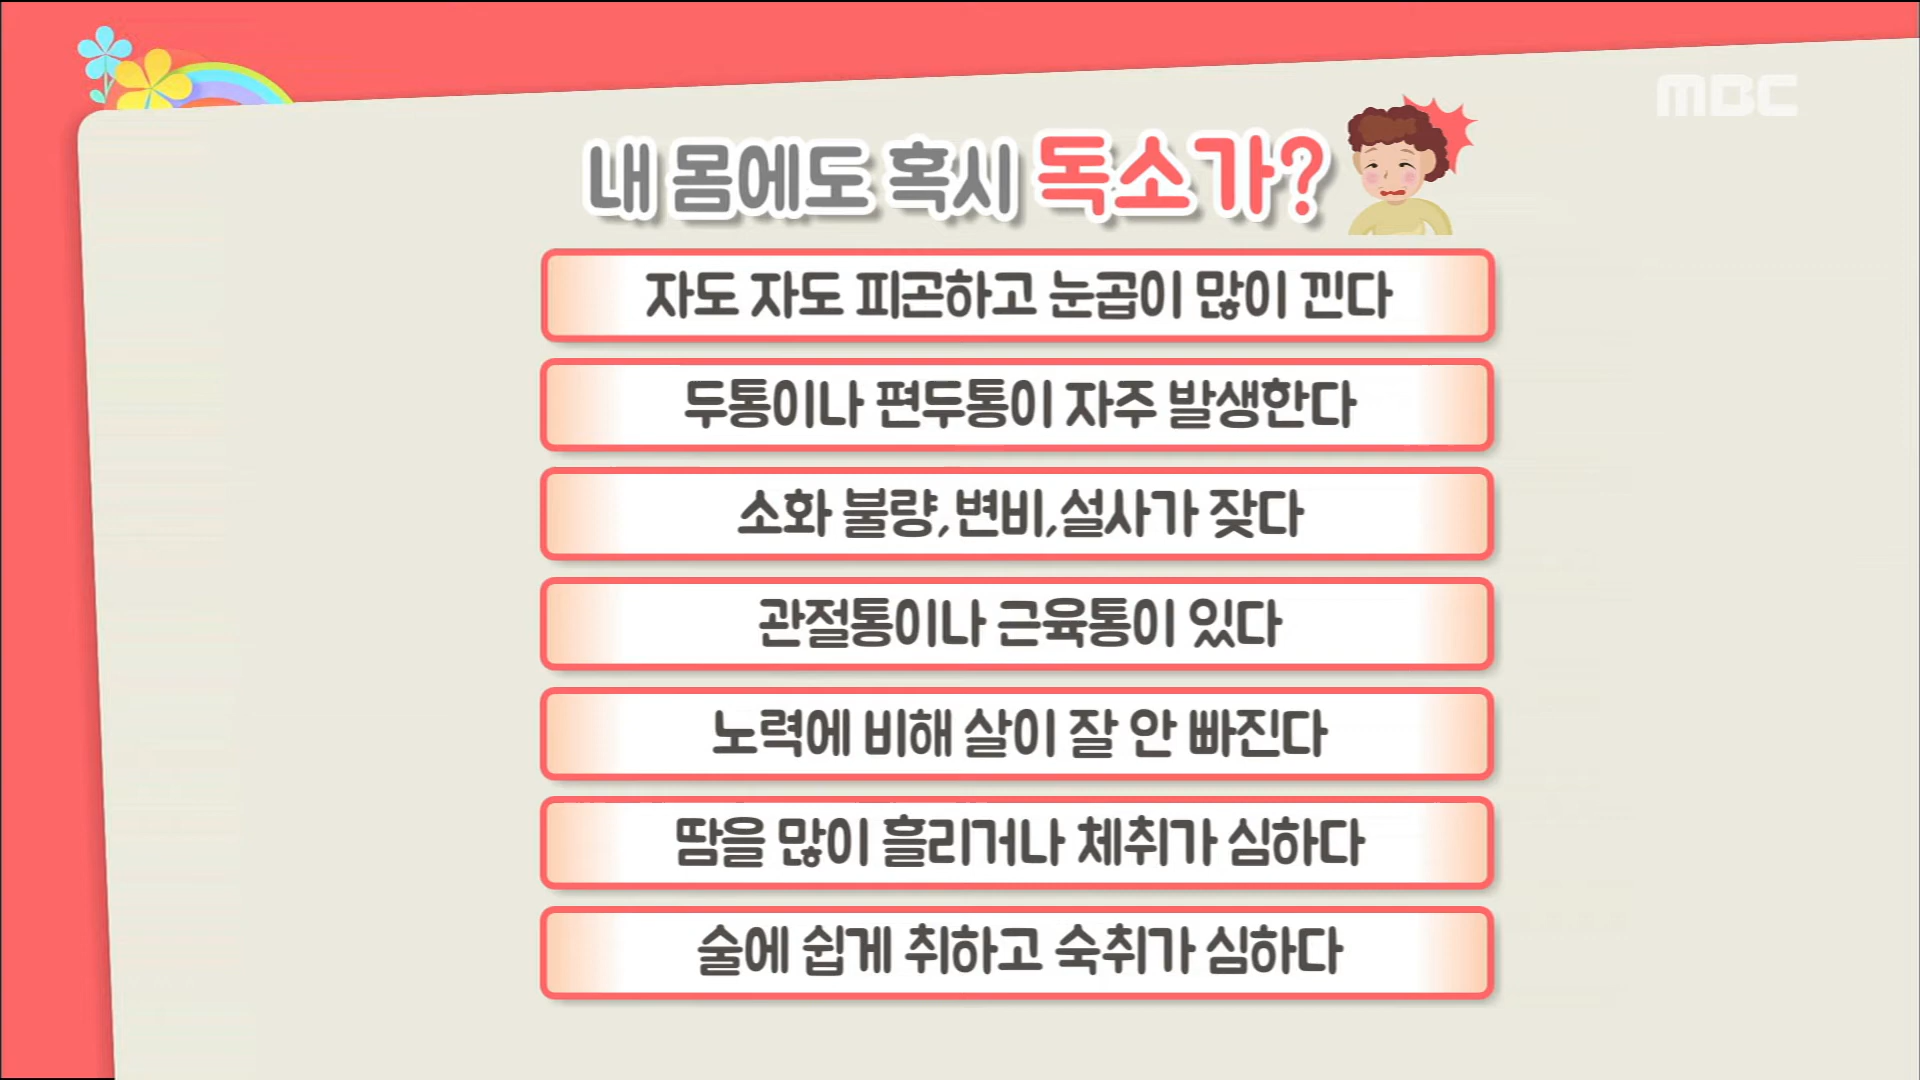 MBC
내 몸에도 혹시 독소가?
자도 자도 피곤하고 눈곱이 많이 낀다
두통이나 편두통이 자주 발생한다
소화 불량,변비,설사가 잦다
관절통이나 근육통이 있다
노력에 비해 살이 잘 안 빠진다
땀을 많이 흘리거나 체취가 심하다
술에 쉽게 취하고 숙취가 심하다